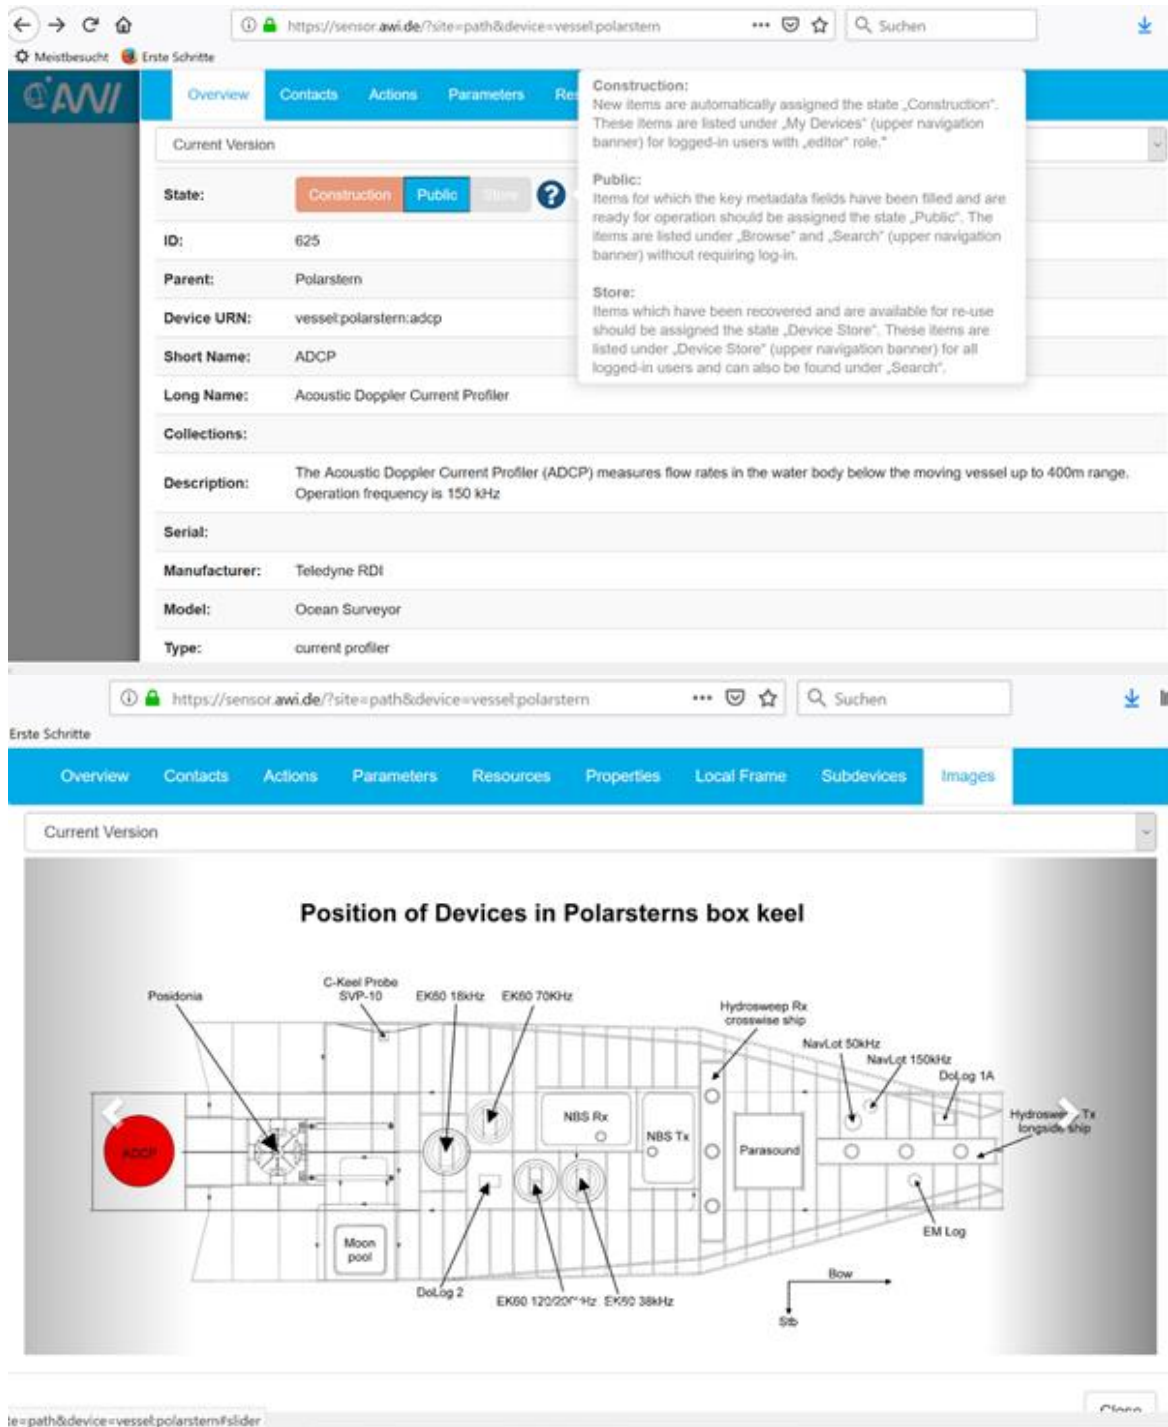 https://sensor.awi.de/?site=path&device=vessel:polarstern
Suchen
Meistbesucht Erste Schritte
AWI
Overview Contacts Actions Parameters Res
Current Version
Construction:
New items are automatically assigned the state „Construction".
These items are listed under „My Devices" (upper navigation
banner) for logged-in users with „editor" role."
Public:
Items for which the key metadata fields have been filled and are
ready for operation should be assigned the state „Public". The
items are listed under „Browse" and „Search" (upper navigation
banner) without requiring log-in.
Store:
Items which have been recovered and are available for re-use
should be assigned the state „Device Store". These items are
listed under „Device Store" (upper navigation banner) for all
logged-in users and can also be found under „Search".
State: Construction Public Store ?
ID: 625
Parent: Polarstern
Device URN: vessel:polarstern:adcp
Short Name: ADCP
Long Name: Acoustic Doppler Current Profiler
Collections:
Description: The Acoustic Doppler Current Profiler (ADCP) measures flow rates in the water body below the moving vessel up to 400m range.
Operation frequency is 150 kHz
Serial:
Manufacturer: Teledyne RDI
Model: Ocean Surveyor
Type: current profiler
https://sensor.awi.de/?site=path&device=vessel:polarstern
Suchen
Erste Schritte
Overview Contacts Actions Parameters Resources Properties Local Frame Subdevices Images
Current Version
Position of Devices in Polarsterns box keel
Posidonia
C-Keel Probe
SVP-10
EK60 18kHz
EK60 70KHz
Hydrosweep Rx
crosswise ship
NavLot 50kHz
NavLot 150kHz
DoLog 1A
Hydrosweep Tx
longside ship
ADCP
NBS Rx
NBS Tx
Parasound
Moon
pool
EM Log
DoLog 2
EK60 38kHz
Bow
Stb
Close
te=path&device=vessel:polarstern#slider